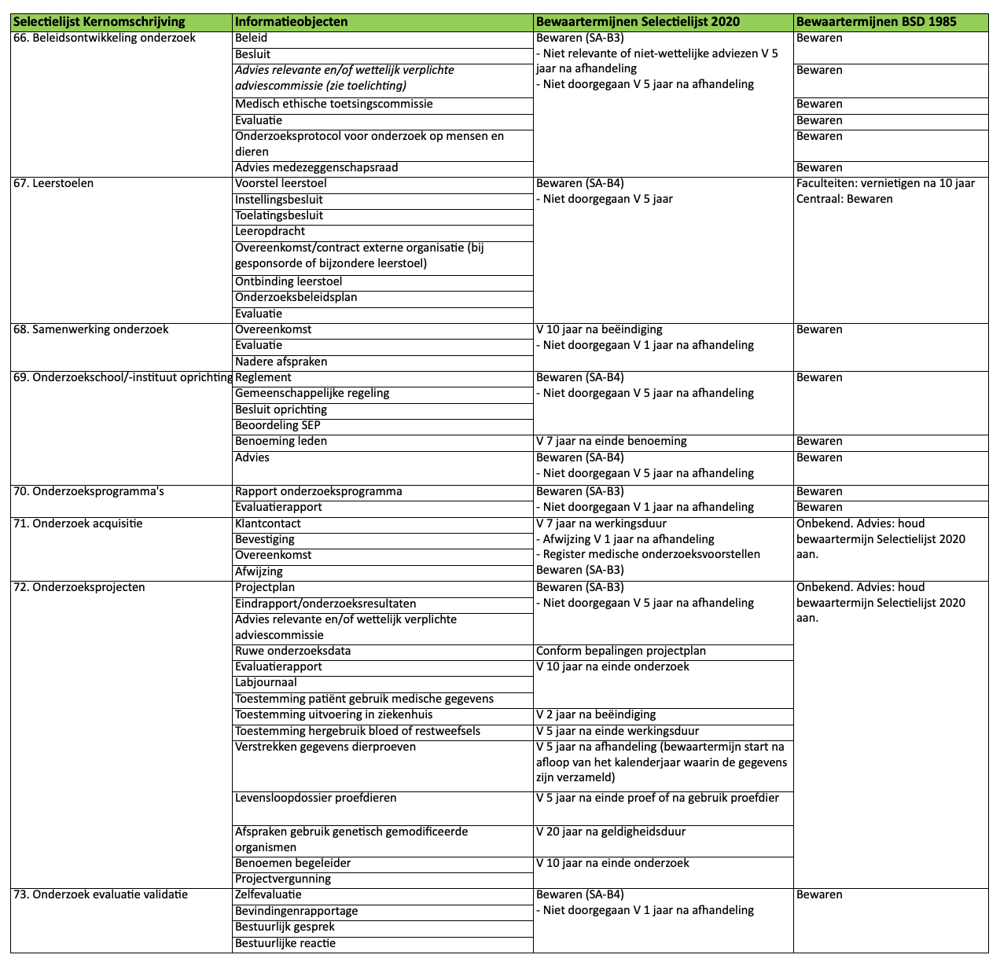 Selectielijst Kernomschrijving Informatieobjecten Bewaartermijnen Selectielijst 2020 Bewaartermijnen BSD 1985
66. Beleidsontwikkeling onderzoek Beleid Bewaren (SA-B3) Bewaren
Besluit - Niet relevante of niet-wettelijke adviezen V 5
jaar na afhandeling
Advies relevante en/of wettelijk verplichte Bewaren
adviescommissie (zie toelichting) - Niet doorgegaan V 5 jaar na afhandeling
Medisch ethische toetsingscommissie Bewaren
Evaluatie Bewaren
Onderzoeksprotocol voor onderzoek op mensen en Bewaren
dieren
Advies medezeggenschapsraad Bewaren
67. Leerstoelen Voorstel leerstoel Bewaren (SA-B4) Faculteiten: vernietigen na 10 jaar
Instellingsbesluit - Niet doorgegaan V 5 jaar Centraal: Bewaren
Toelatingsbesluit
Leeropdracht
Overeenkomst/contract externe organisatie (bij
gesponsorde of bijzondere leerstoel)
Ontbinding leerstoel
Onderzoeksbeleidsplan
Evaluatie
68. Samenwerking onderzoek Overeenkomst V 10 jaar na beëindiging Bewaren
Evaluatie - Niet doorgegaan V 1 jaar na afhandeling
Nadere afspraken
69. Onderzoekschool/-instituut oprichting Reglement Bewaren (SA-B4) Bewaren
Gemeenschappelijke regeling - Niet doorgegaan V 5 jaar na afhandeling
Besluit oprichting
Beoordeling SEP
Benoeming leden V 7 jaar na einde benoeming Bewaren
Advies Bewaren (SA-B4) Bewaren
- Niet doorgegaan V 5 jaar na afhandeling
70. Onderzoeksprogramma's Rapport onderzoeksprogramma Bewaren (SA-B3) Bewaren
Evaluatierapport - Niet doorgegaan V 1 jaar na afhandeling Bewaren
71. Onderzoek acquisitie Klantcontact V 7 jaar na werkingsduur Onbekend. Advies: houd
Bevestiging - Afwijzing V 1 jaar na afhandeling bewaartermijn Selectielijst 2020
Overeenkomst - Register medische onderzoeksvoorstellen aan.
Afwijzing Bewaren (SA-B3)
72. Onderzoeksprojecten Projectplan Bewaren (SA-B3) Onbekend. Advies: houd
Eindrapport/onderzoeksresultaten - Niet doorgegaan V 5 jaar na afhandeling bewaartermijn Selectielijst 2020
Advies relevante en/of wettelijk verplichte aan.
adviescommissie
Ruwe onderzoeksdata Conform bepalingen projectplan
Evaluatierapport V 10 jaar na einde onderzoek
Labjournaal
Toestemming patiënt gebruik medische gegevens
Toestemming uitvoering in ziekenhuis V 2 jaar na beëindiging
Toestemming hergebruik bloed of restweefsels V 5 jaar na einde werkingsduur
Verstrekken gegevens dierproeven V 5 jaar na afhandeling (bewaartermijn start na
afloop van het kalenderjaar waarin de gegevens
zijn verzameld)
Levensloopdossier proefdieren V 5 jaar na einde proef of na gebruik proefdier
Afspraken gebruik genetisch gemodificeerde V 20 jaar na geldigheidsduur
organismen
Benoemen begeleider V 10 jaar na einde onderzoek
Projectvergunning
73. Onderzoek evaluatie validatie Zelfevaluatie Bewaren (SA-B4) Bewaren
Bevindingenrapportage - Niet doorgegaan V 1 jaar na afhandeling
Bestuurlijk gesprek
Bestuurlijke reactie